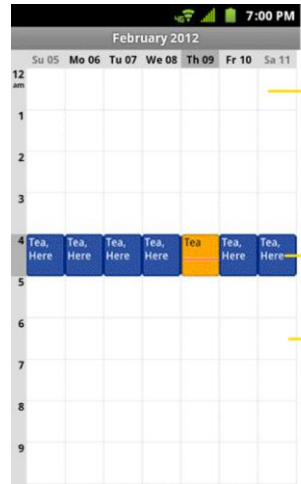 4G 7:00 PM
February 2012
Su 05 Mo 06 Tu 07 We 08 Th 09 Fr 10 Sa 11
12
am
1
2
3
4 Tea, Tea, Tea, Tea, Tea Tea, Tea,
Here Here Here Here Here Here
5
6
7
8
9